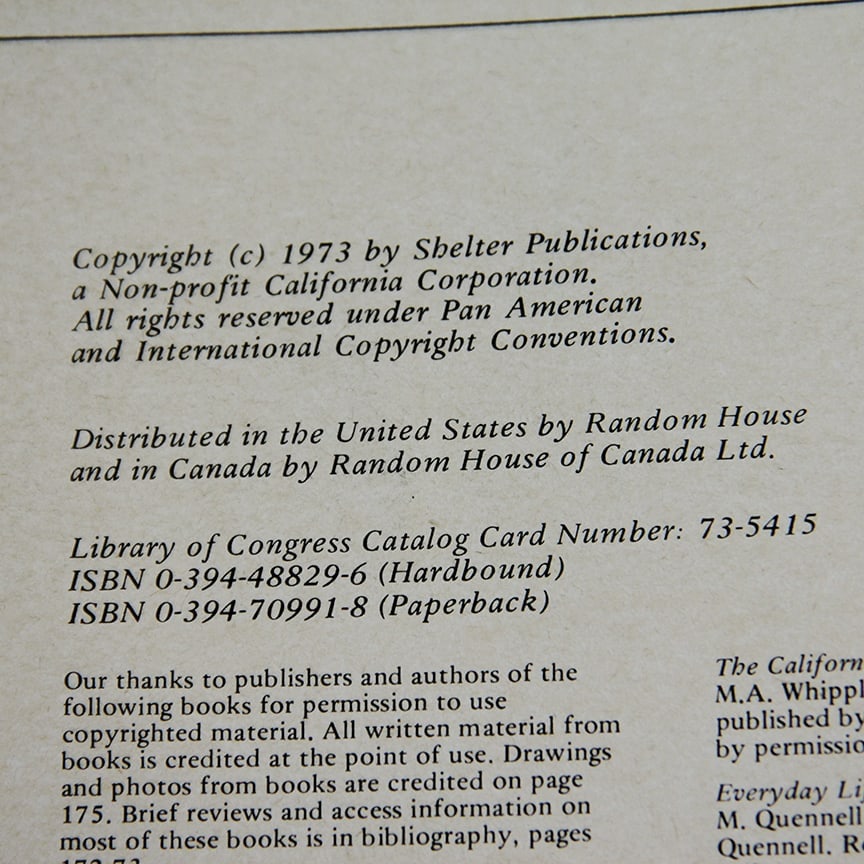 Copyright (c) 1973 by Shelter Publications,
a Non-profit California Corporation.
All rights reserved under Pan American
and International Copyright Conventions.
Distributed in the United States by Random House
and in Canada by Random House of Canada Ltd.
Library of Congress Catalog Card Number: 73-5415
ISBN 0-394-48829-6 (Hardbound)
ISBN 0-394-70991-8 (Paperback)
Our thanks to publishers and authors of the
following books for permission to use
copyrighted material. All written material from
books is credited at the point of use. Drawings
and photos from books are credited on page
175. Brief reviews and access information on
most of these books is in bibliography, pages
The
M.A.
published by
by
Everyday
M. Quennell
Quennell.